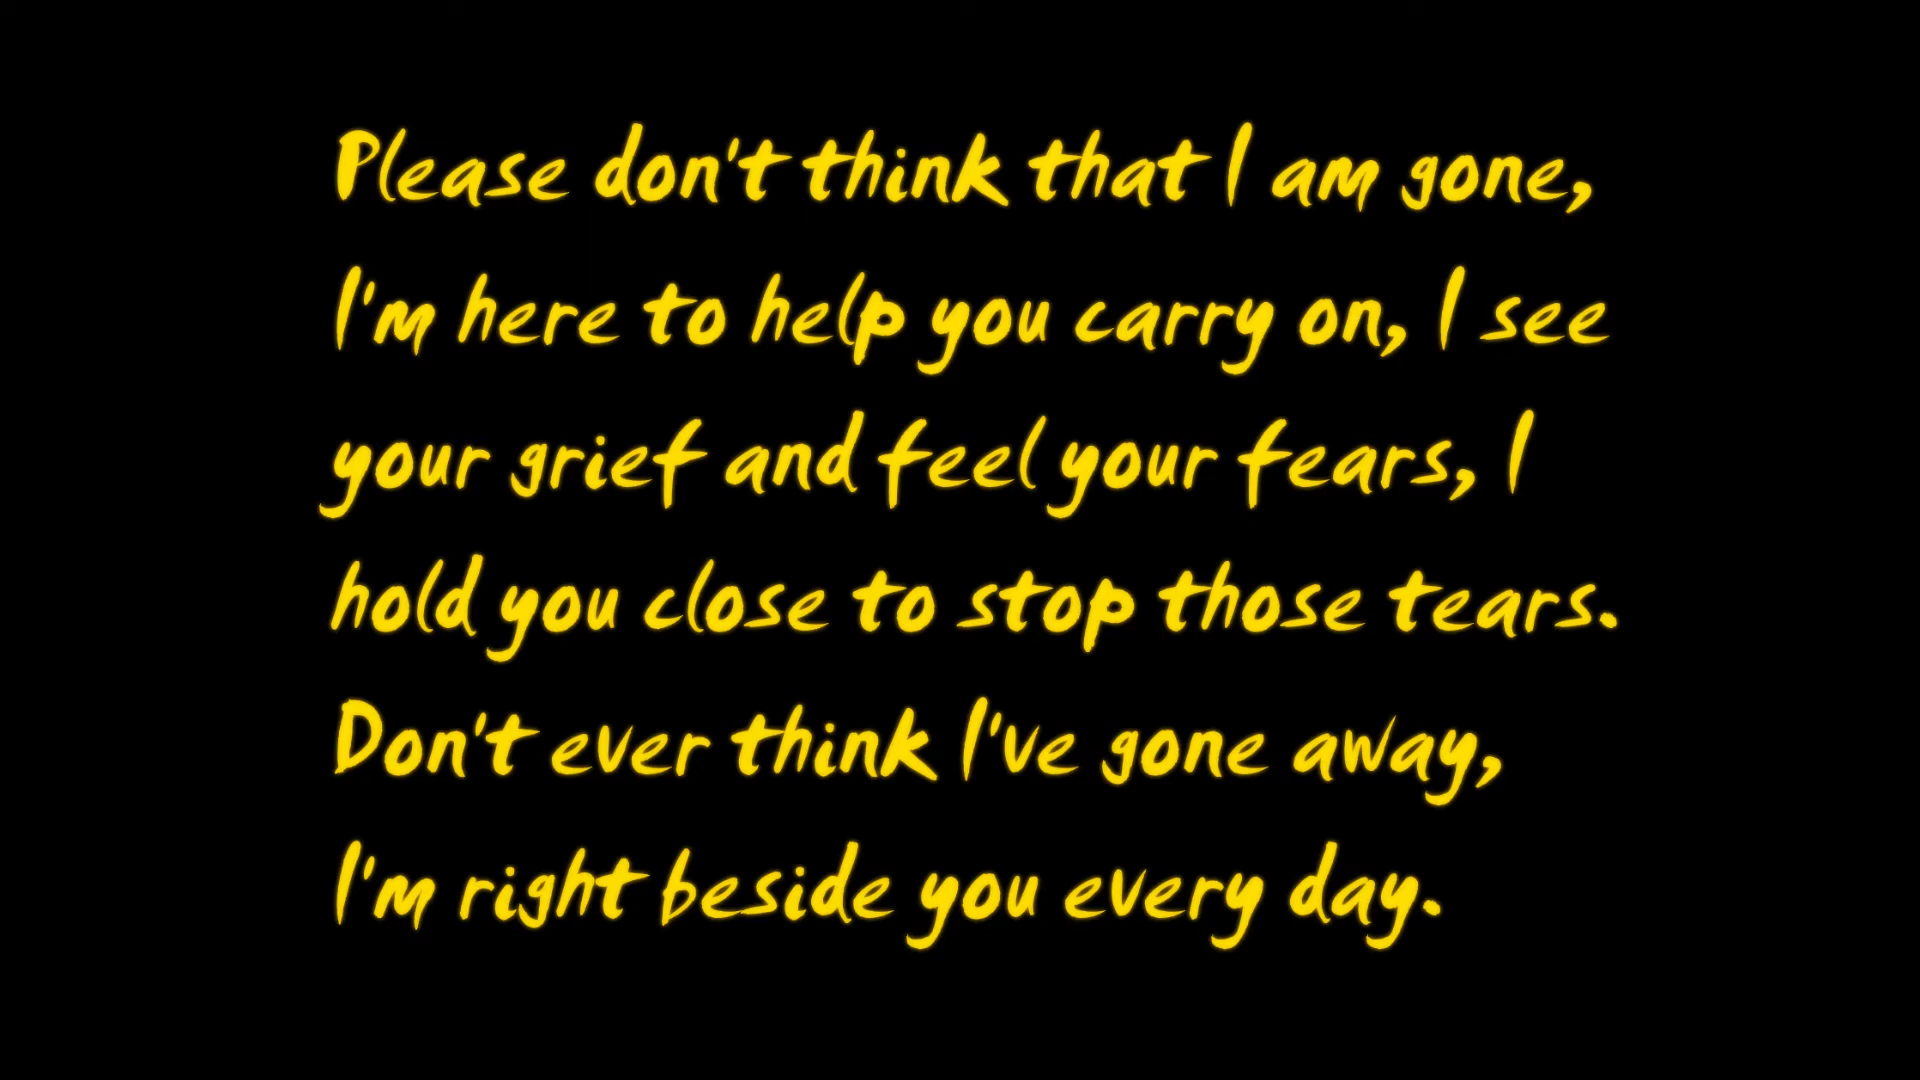 Please don't think that I am gone,
I'm here to help you carry on, I see
your grief and feel your fears, I
hold you close to stop those tears.
Don't ever think I've gone away,
I'm right beside you every day.